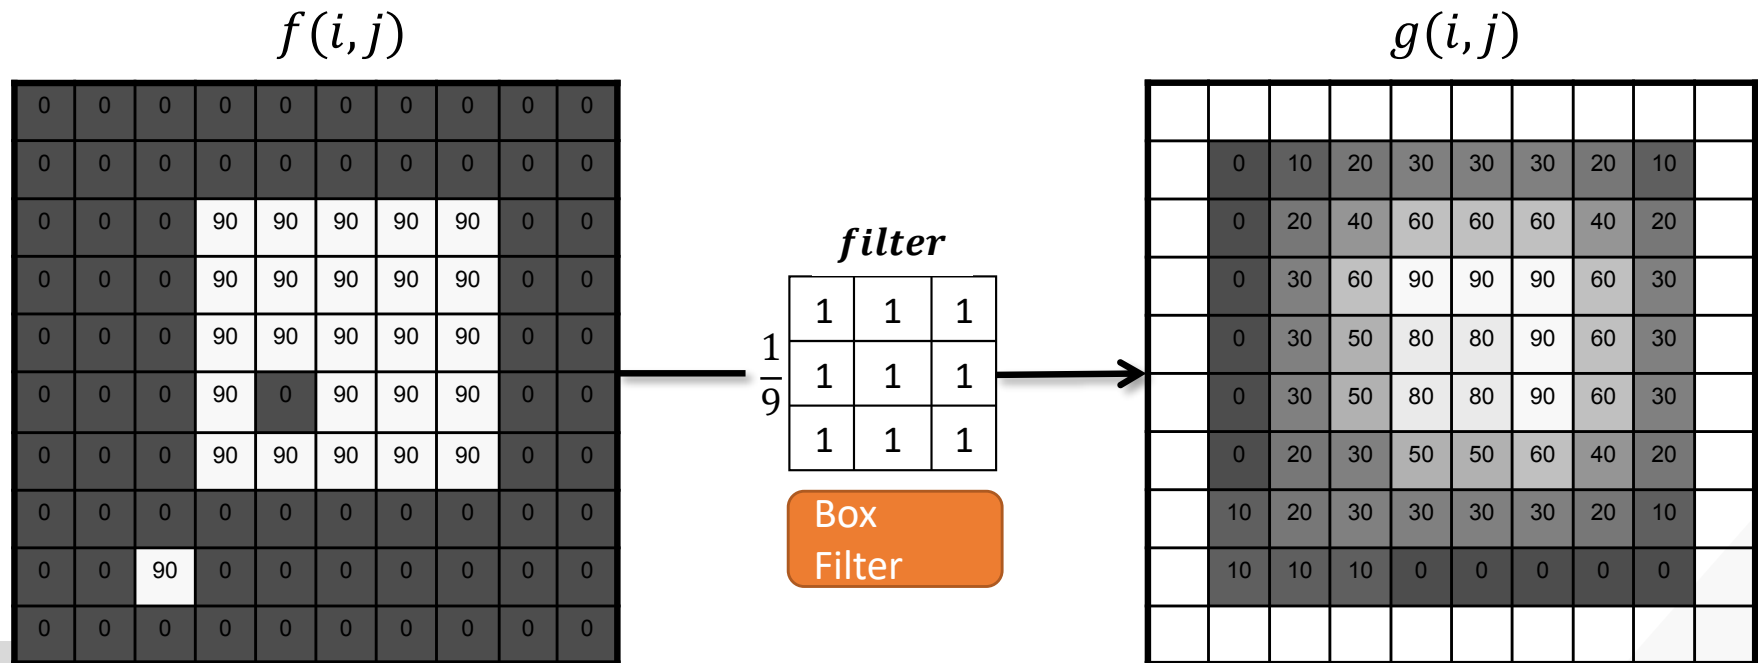 f(i,j)
0 0 0 0 0 0 0 0 0 0
0 0 0 0 0 0 0 0 0 0
0 0 0 90 90 90 90 90 0 0
0 0 0 90 90 90 90 90 0 0
0 0 0 90 90 90 90 90 0 0
0 0 0 90 0 90 90 90 0 0
0 0 0 90 90 90 90 90 0 0
0 0 0 0 0 0 0 0 0 0
0 0 90 0 0 0 0 0 0 0
0 0 0 0 0 0 0 0 0 0
filter
1 1 1
1/9 1 1 1
1 1 1
Box
Filter
g(i,j)
0 10 20 30 30 30 20 10
0 20 40 60 60 60 40 20
0 30 60 90 90 90 60 30
0 30 50 80 80 90 60 30
0 30 50 80 80 90 60 30
0 20 30 50 50 60 40 20
10 20 30 30 30 30 20 10
10 10 10 0 0 0 0 0